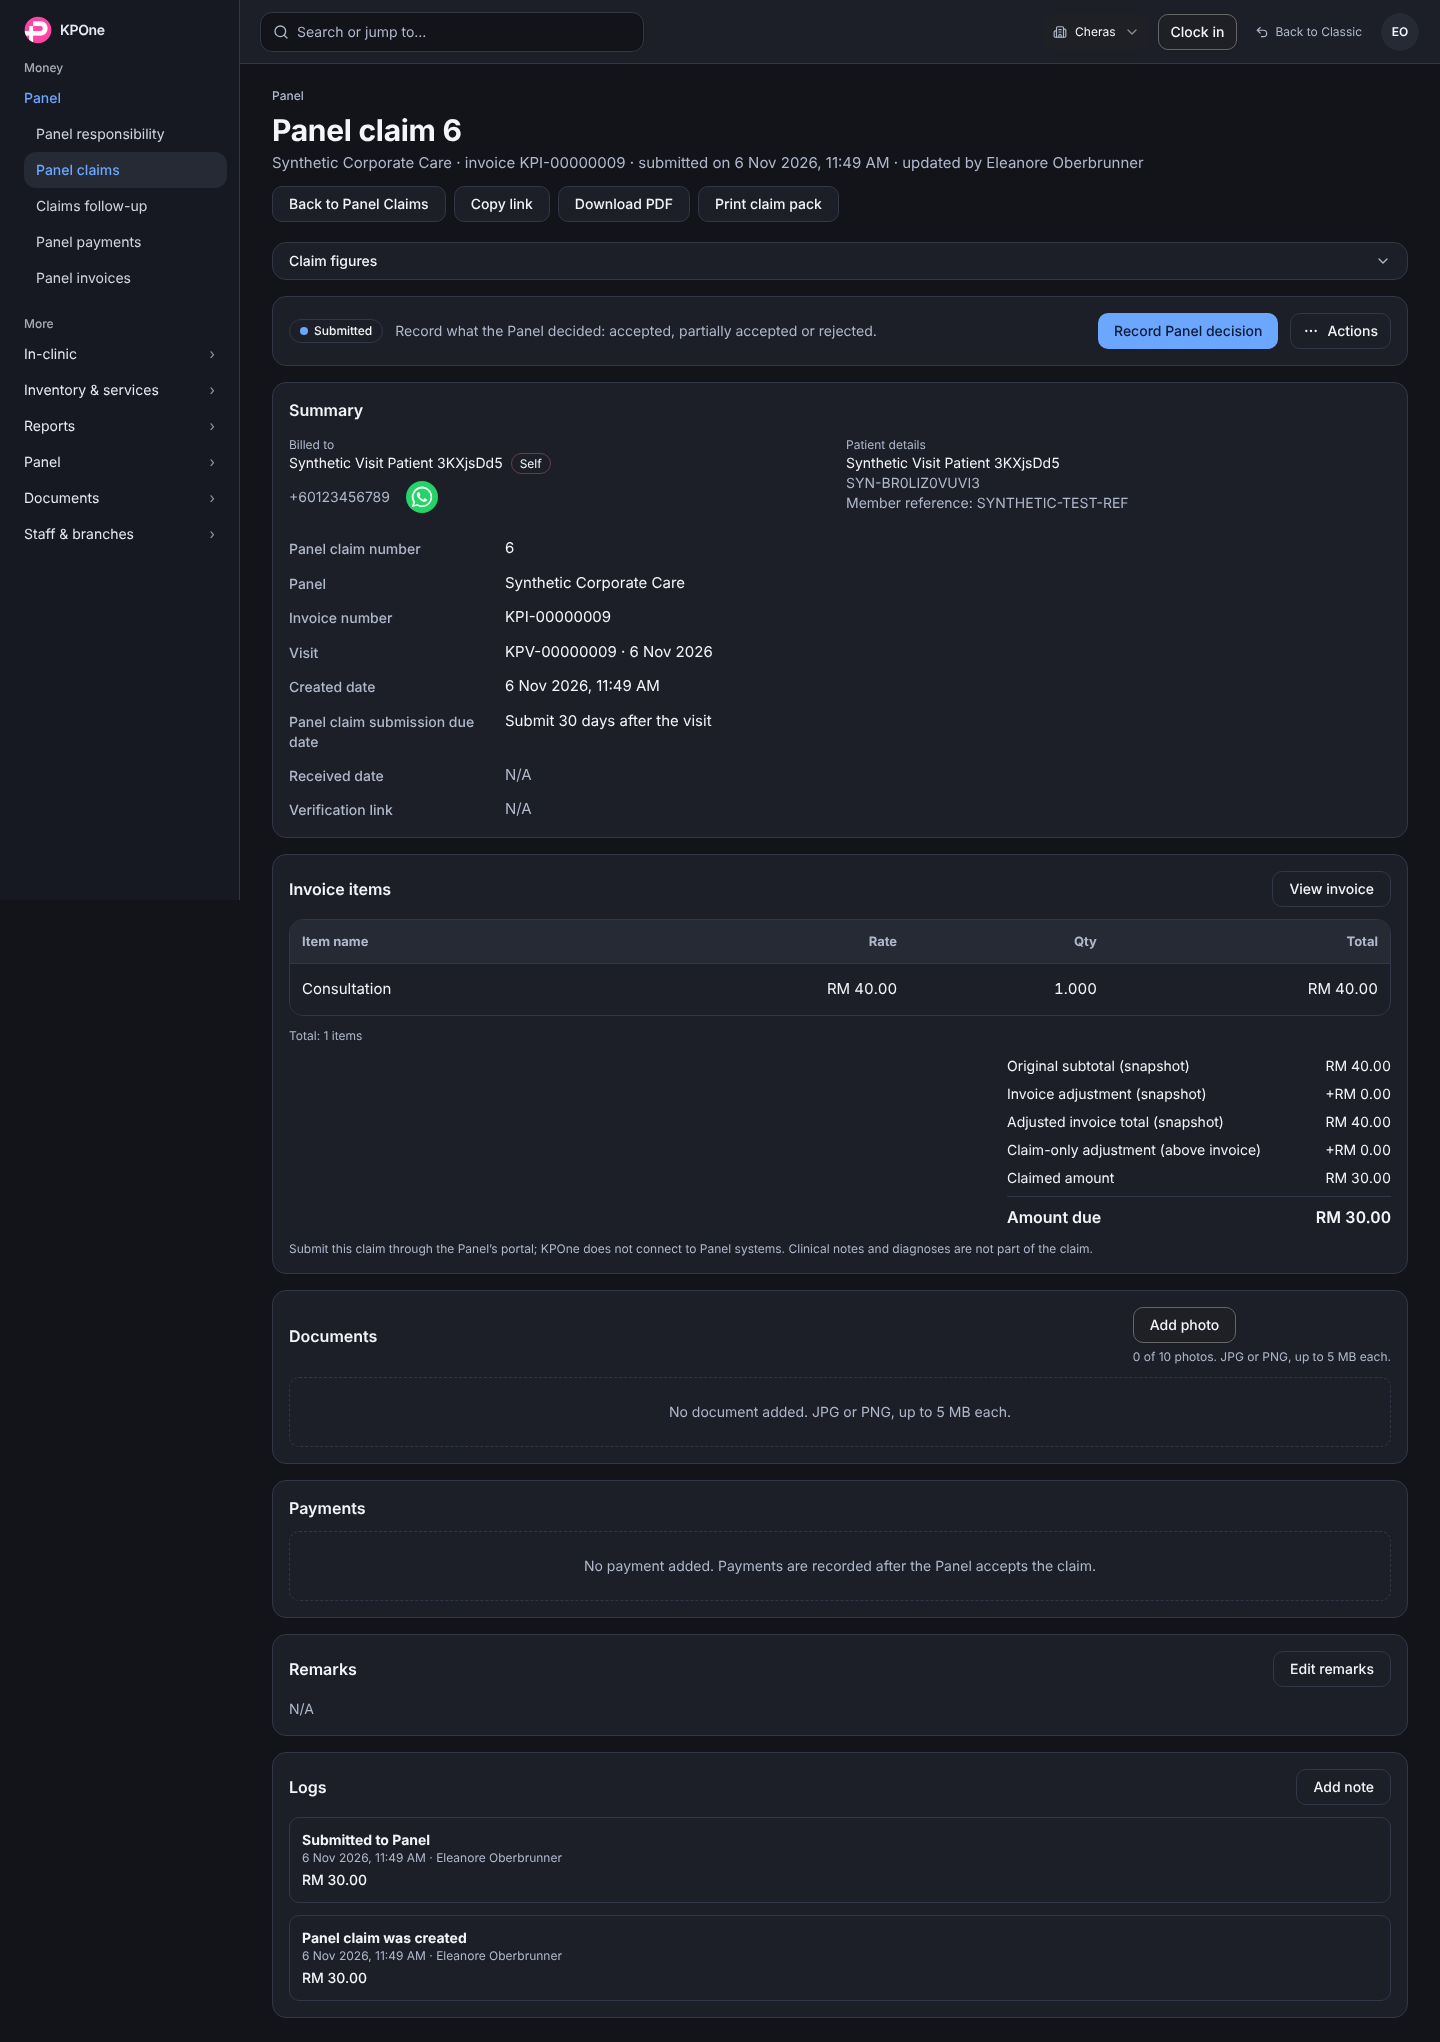 KPOne
Search or jump to...
Cheras
Clock in
Back to Classic
EO
Money
Panel
Panel responsibility
Panel claims
Claims follow-up
Panel payments
Panel invoices
More
In-clinic
Inventory & services
Reports
Panel
Documents
Staff & branches
Panel
Panel claim 6
Synthetic Corporate Care · invoice KPI-00000009 · submitted on 6 Nov 2026, 11:49 AM · updated by Eleanore Oberbrunner
Back to Panel Claims
Copy link
Download PDF
Print claim pack
Claim figures
Submitted
Record what the Panel decided: accepted, partially accepted or rejected.
Record Panel decision
Actions
Summary
Billed to
Synthetic Visit Patient 3KXjsDd5 Self
+60123456789
Patient details
Synthetic Visit Patient 3KXjsDd5
SYN-BR0LIZ0VUVI3
Member reference: SYNTHETIC-TEST-REF
Panel claim number 6
Panel Synthetic Corporate Care
Invoice number KPI-00000009
Visit KPV-00000009 · 6 Nov 2026
Created date 6 Nov 2026, 11:49 AM
Panel claim submission due date Submit 30 days after the visit
Received date N/A
Verification link N/A
Invoice items
View invoice
Item name Rate Qty Total
Consultation RM 40.00 1.000 RM 40.00
Total: 1 items
Original subtotal (snapshot) RM 40.00
Invoice adjustment (snapshot) +RM 0.00
Adjusted invoice total (snapshot) RM 40.00
Claim-only adjustment (above invoice) +RM 0.00
Claimed amount RM 30.00
Amount due RM 30.00
Submit this claim through the Panel's portal; KPOne does not connect to Panel systems. Clinical notes and diagnoses are not part of the claim.
Documents
Add photo
0 of 10 photos. JPG or PNG, up to 5 MB each.
No document added. JPG or PNG, up to 5 MB each.
Payments
No payment added. Payments are recorded after the Panel accepts the claim.
Remarks
Edit remarks
N/A
Logs
Add note
Submitted to Panel
6 Nov 2026, 11:49 AM · Eleanore Oberbrunner
RM 30.00
Panel claim was created
6 Nov 2026, 11:49 AM · Eleanore Oberbrunner
RM 30.00